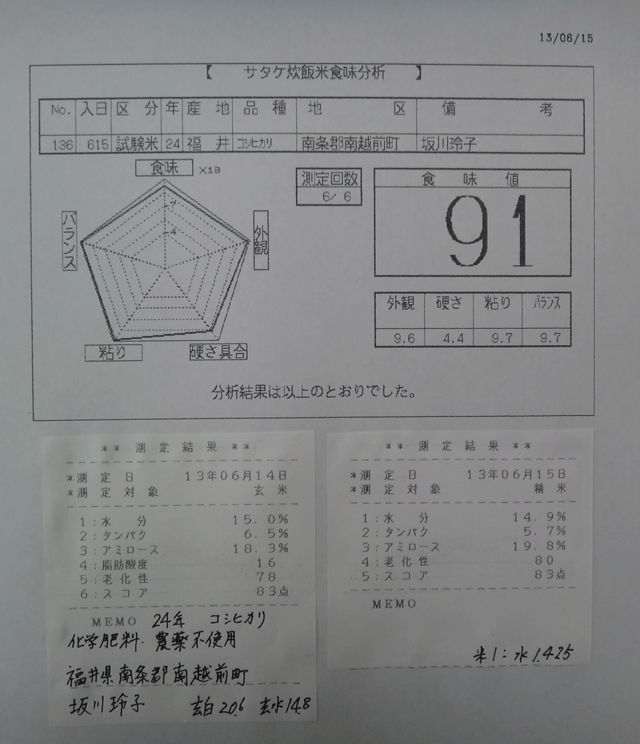 13/06/15
【 サタケ炊飯米食味分析 】
No. 入日 区分 年 産地 品種 地区 備考
136 615 試験米 24 福井 コシヒカリ 南条郡南越前町 坂川玲子
食味 X10
7
4
バランス
外観
粘り
硬さ具合
測定回数
6/ 6
食味値
91
外観 硬さ 粘り バランス
9.6 4.4 9.7 9.7
分析結果は以上のとおりでした。
** 測定結果 **
*測定日 13年06月14日
*測定対象 玄米
1:水分 15.0%
2:タンパク 6.5%
3:アミロース 18.3%
4:脂肪酸度 16
5:老化性 78
6:スコア 83点
MEMO 24年 コシヒカリ
化学肥料・農薬不使用
福井県南条郡南越前町
坂川玲子 玄白20.6 玄水14.8
** 測定結果 **
*測定日 13年06月15日
*測定対象 精米
1:水分 14.9%
2:タンパク 5.7%
3:アミロース 19.8%
4:老化性 80
5:スコア 83点
MEMO
米1:水1.425